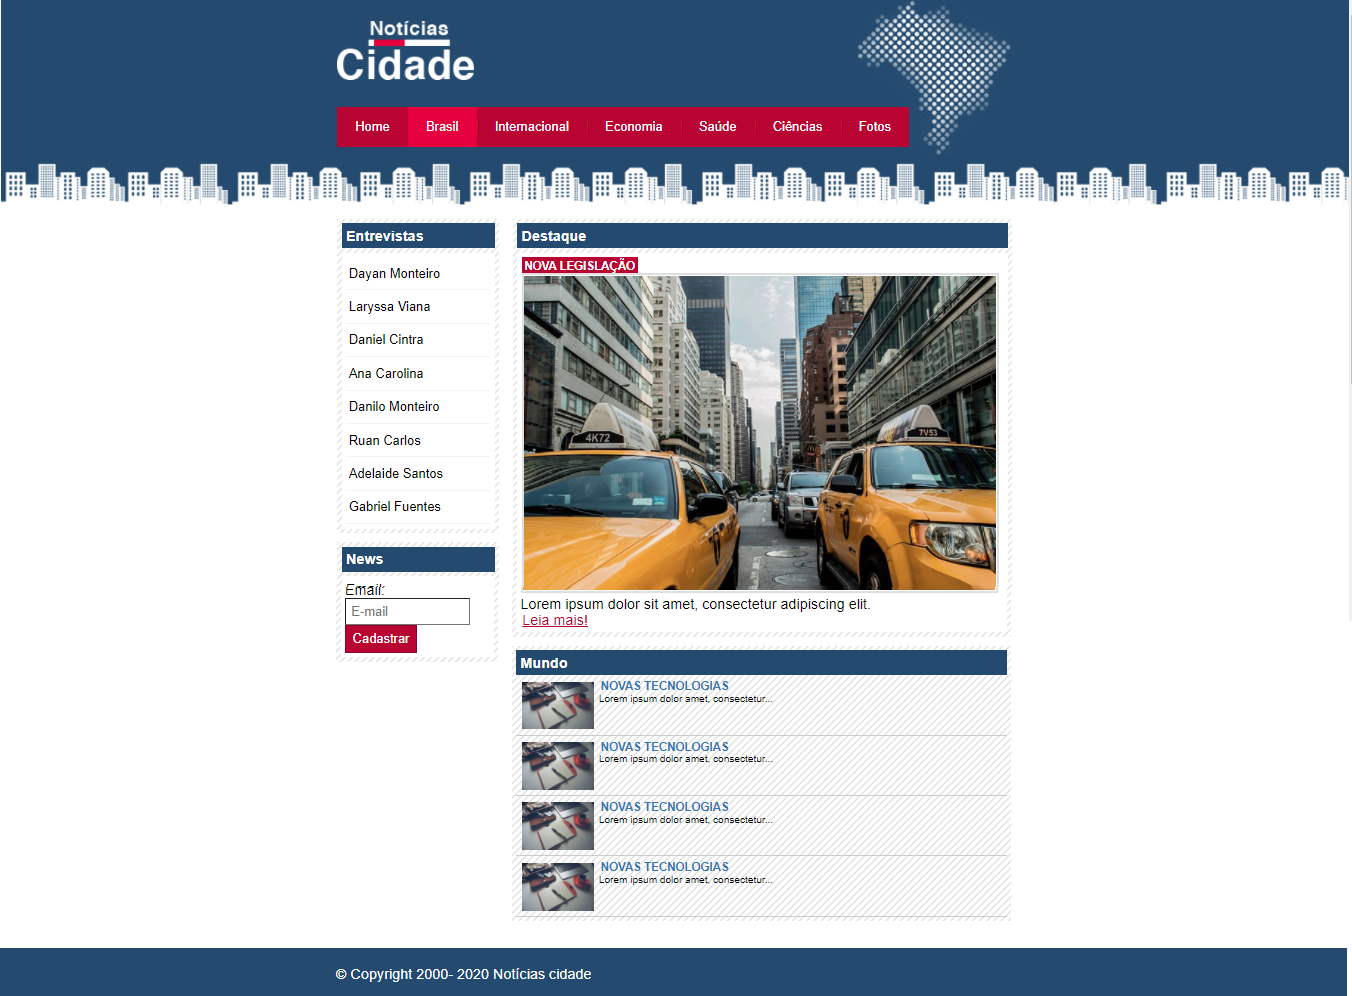 Notícias
Cidade
Home Brasil Internacional Economia Saúde Ciências Fotos
Entrevistas
Dayan Monteiro
Laryssa Viana
Daniel Cintra
Ana Carolina
Danilo Monteiro
Ruan Carlos
Adelaide Santos
Gabriel Fuentes
News
Email:
E-mail
Cadastrar
Destaque
NOVA LEGISLAÇÃO
4K72
7V53
Lorem ipsum dolor sit amet, consectetur adipiscing elit.
Leia mais!
Mundo
NOVAS TECNOLOGIAS
Lorem ipsum dolor amet, consectetur...
NOVAS TECNOLOGIAS
Lorem ipsum dolor amet, consectetur...
NOVAS TECNOLOGIAS
Lorem ipsum dolor amet, consectetur...
NOVAS TECNOLOGIAS
Lorem ipsum dolor amet, consectetur...
© Copyright 2000- 2020 Notícias cidade